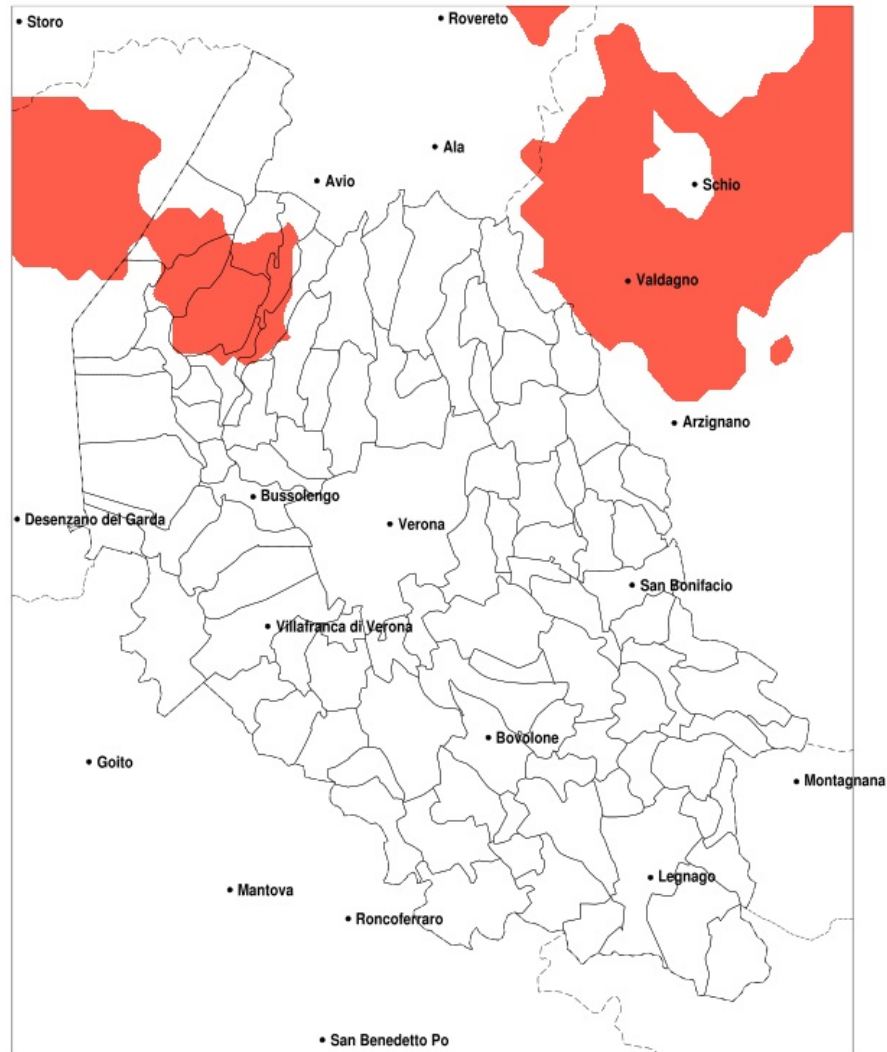 Storo
Rovereto
Ala
Avio
Schio
Valdagno
Arzignano
Bussolengo
Desenzano del Garda
Verona
San Bonifacio
Villafranca di Verona
Bovolone
Goito
Montagnana
Legnago
Mantova
Roncoferraro
San Benedetto Po